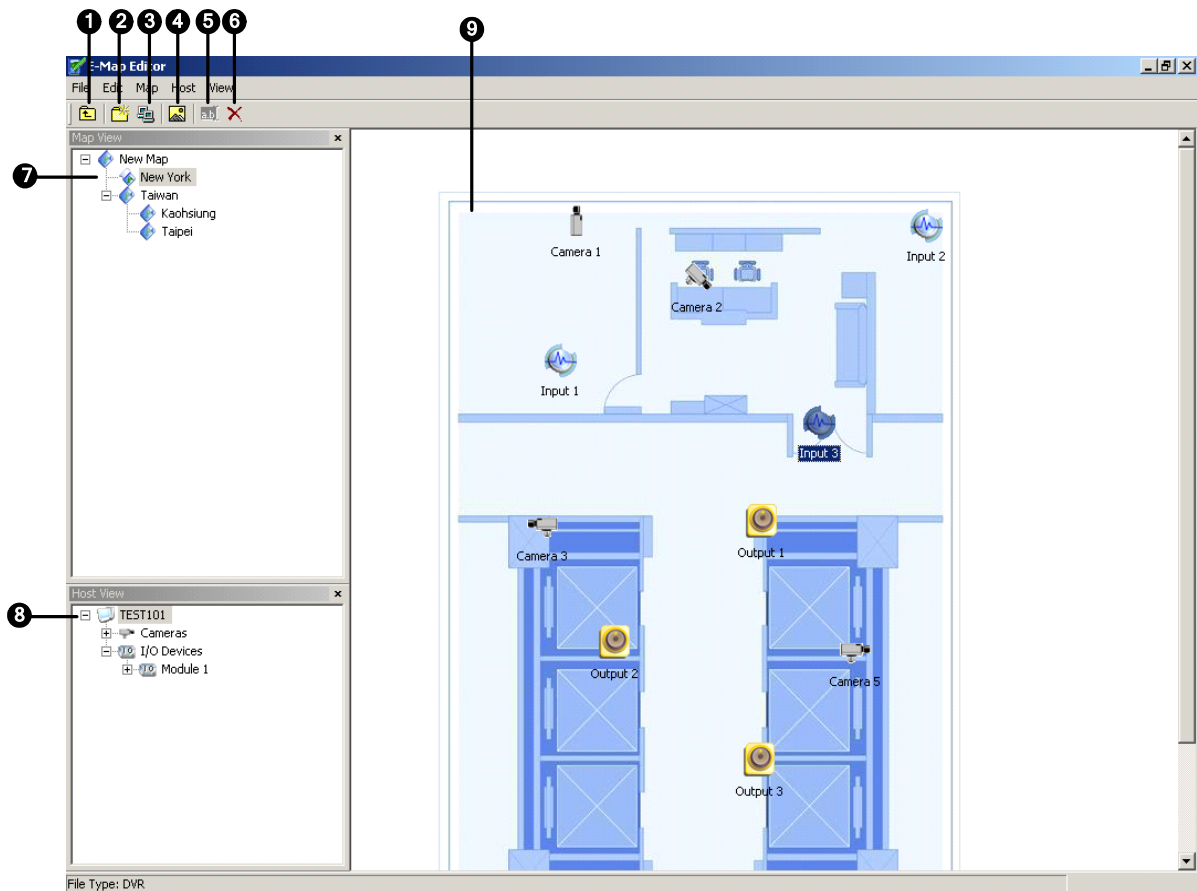 1 2 3 4 5 6 9
E-Map Editor
File Edit Map Host View
ab
Map View
7
New Map
New York
Taiwan
Kaohsiung
Taipei
Host View
8
TEST101
Cameras
I/O Devices
Module 1
Camera 1
Input 2
Camera 2
Input 1
Input 3
Camera 3
Output 1
Output 2
Camera 5
Output 3
File Type: DVR